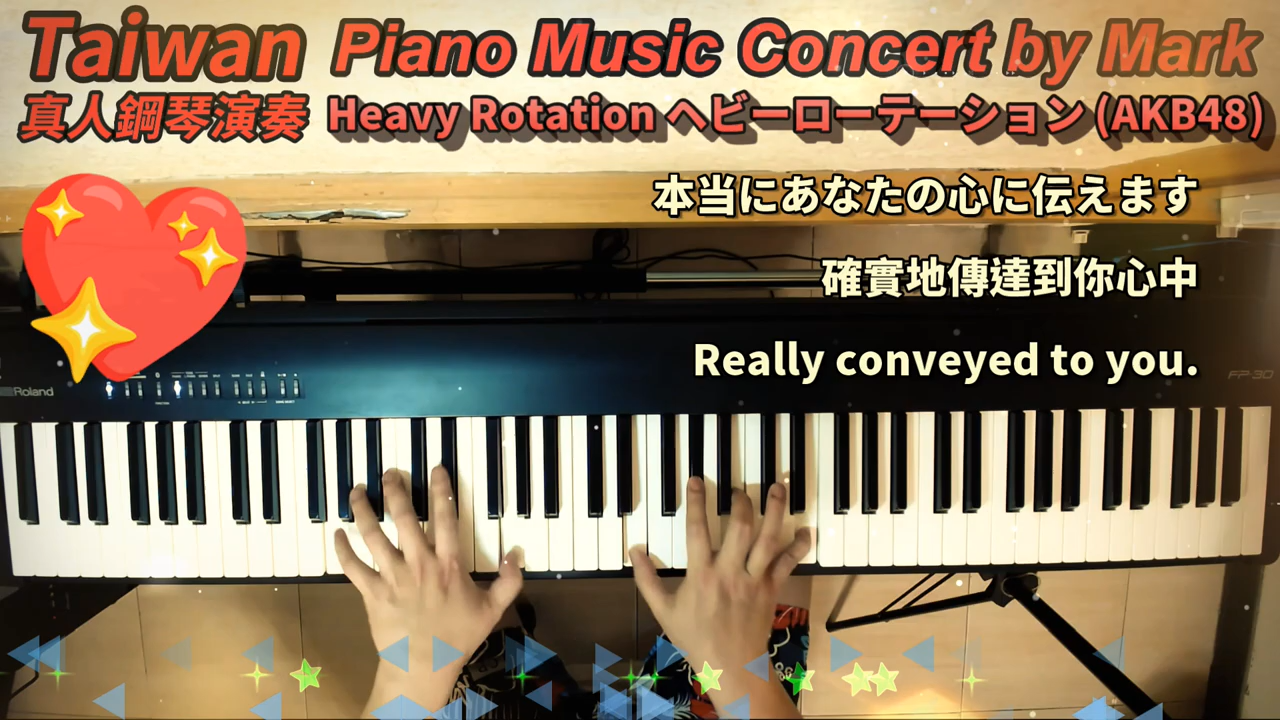 Taiwan Piano Music Concert by Mark
真人鋼琴演奏 Heavy Rotation ヘビーローテーション (AKB48)
本当にあなたの心に伝えます
確實地傳達到你心中
Really conveyed to you.
Roland
FP-30